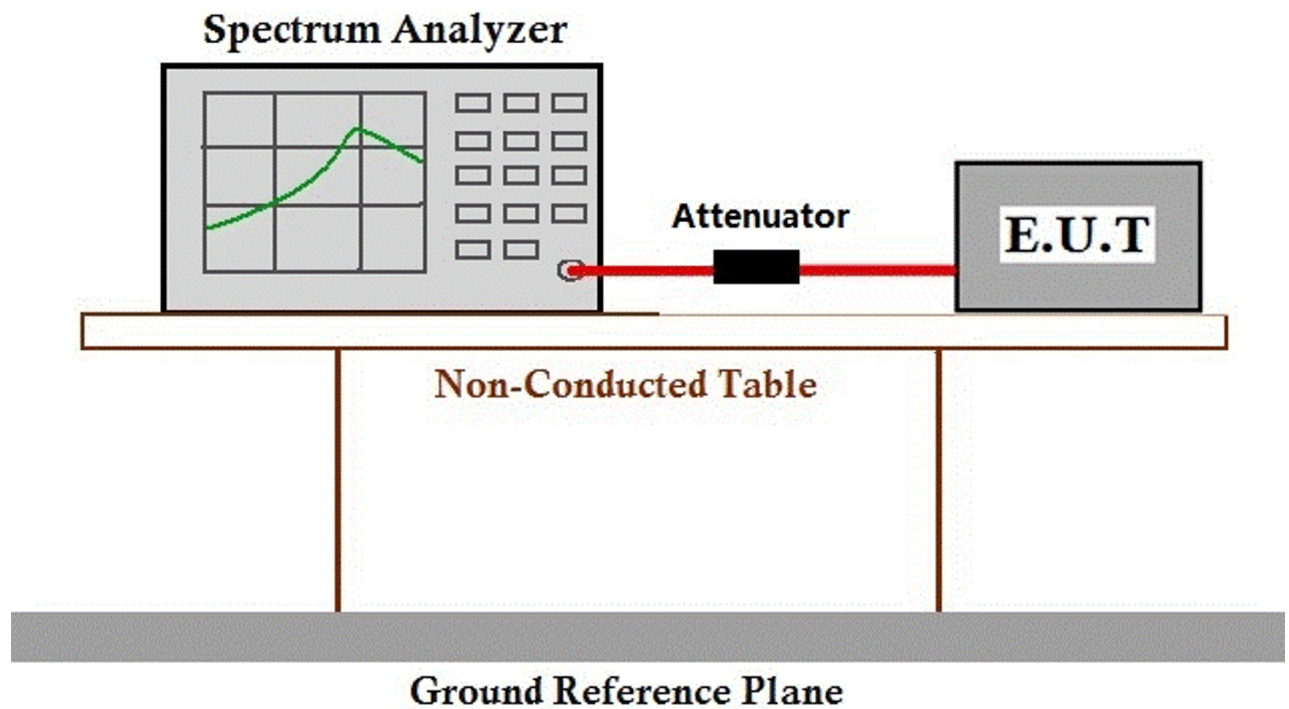 Spectrum Analyzer
Attenuator
E.U.T
Non-Conducted Table
Ground Reference Plane